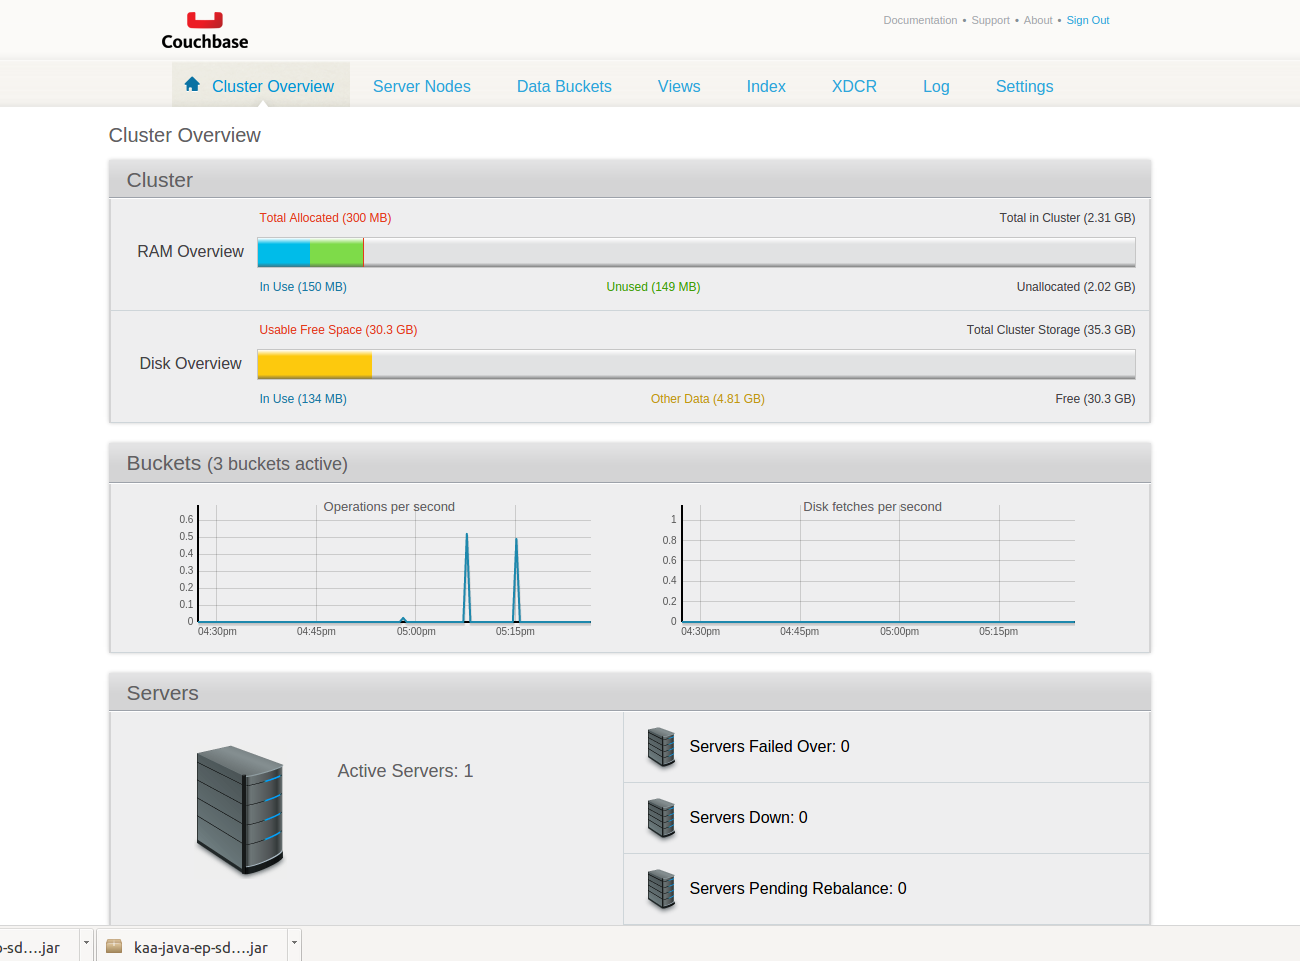 Couchbase
Documentation • Support • About • Sign Out
Cluster Overview Server Nodes Data Buckets Views Index XDCR Log Settings
Cluster Overview
Cluster
Total Allocated (300 MB) Total in Cluster (2.31 GB)
RAM Overview
In Use (150 MB) Unused (149 MB) Unallocated (2.02 GB)
Usable Free Space (30.3 GB) Total Cluster Storage (35.3 GB)
Disk Overview
In Use (134 MB) Other Data (4.81 GB) Free (30.3 GB)
Buckets (3 buckets active)
Operations per second
0.6
0.5
0.4
0.3
0.2
0.1
0
04:30pm 04:45pm 05:00pm 05:15pm
Disk fetches per second
1
0.8
0.6
0.4
0.2
0
04:30pm 04:45pm 05:00pm 05:15pm
Servers
Active Servers: 1
Servers Failed Over: 0
Servers Down: 0
Servers Pending Rebalance: 0
-sd....jar kaa-java-ep-sd....jar